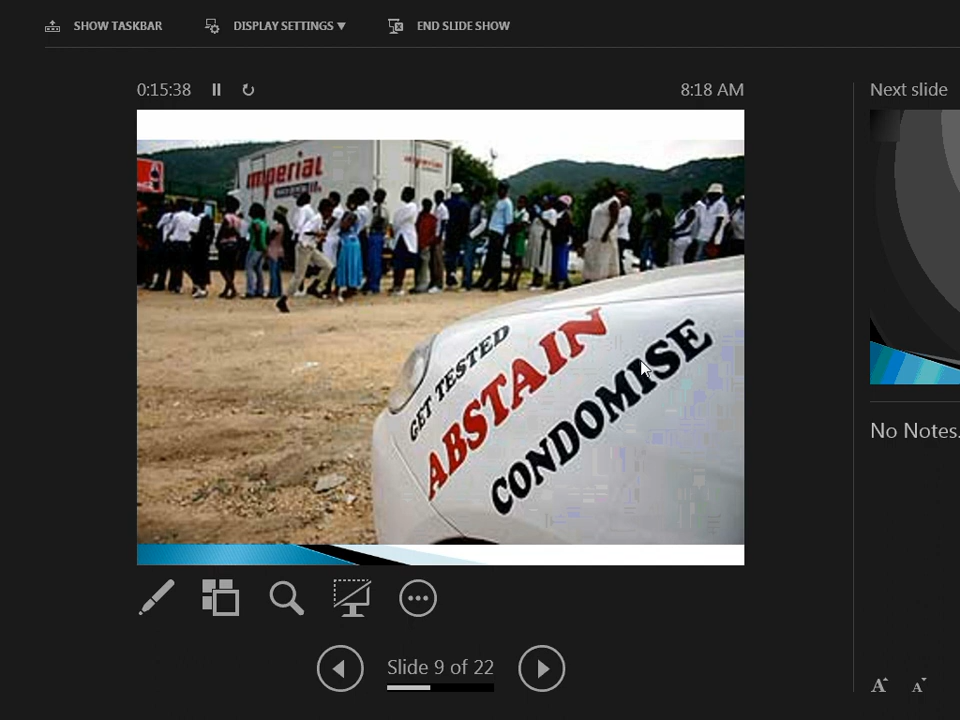 SHOW TASKBAR
DISPLAY SETTINGS ▼
END SLIDE SHOW
0:15:38
8:18 AM
Next slide
imperial
GET TESTED
ABSTAIN
CONDOMISE
No Notes.
Slide 9 of 22
A
A